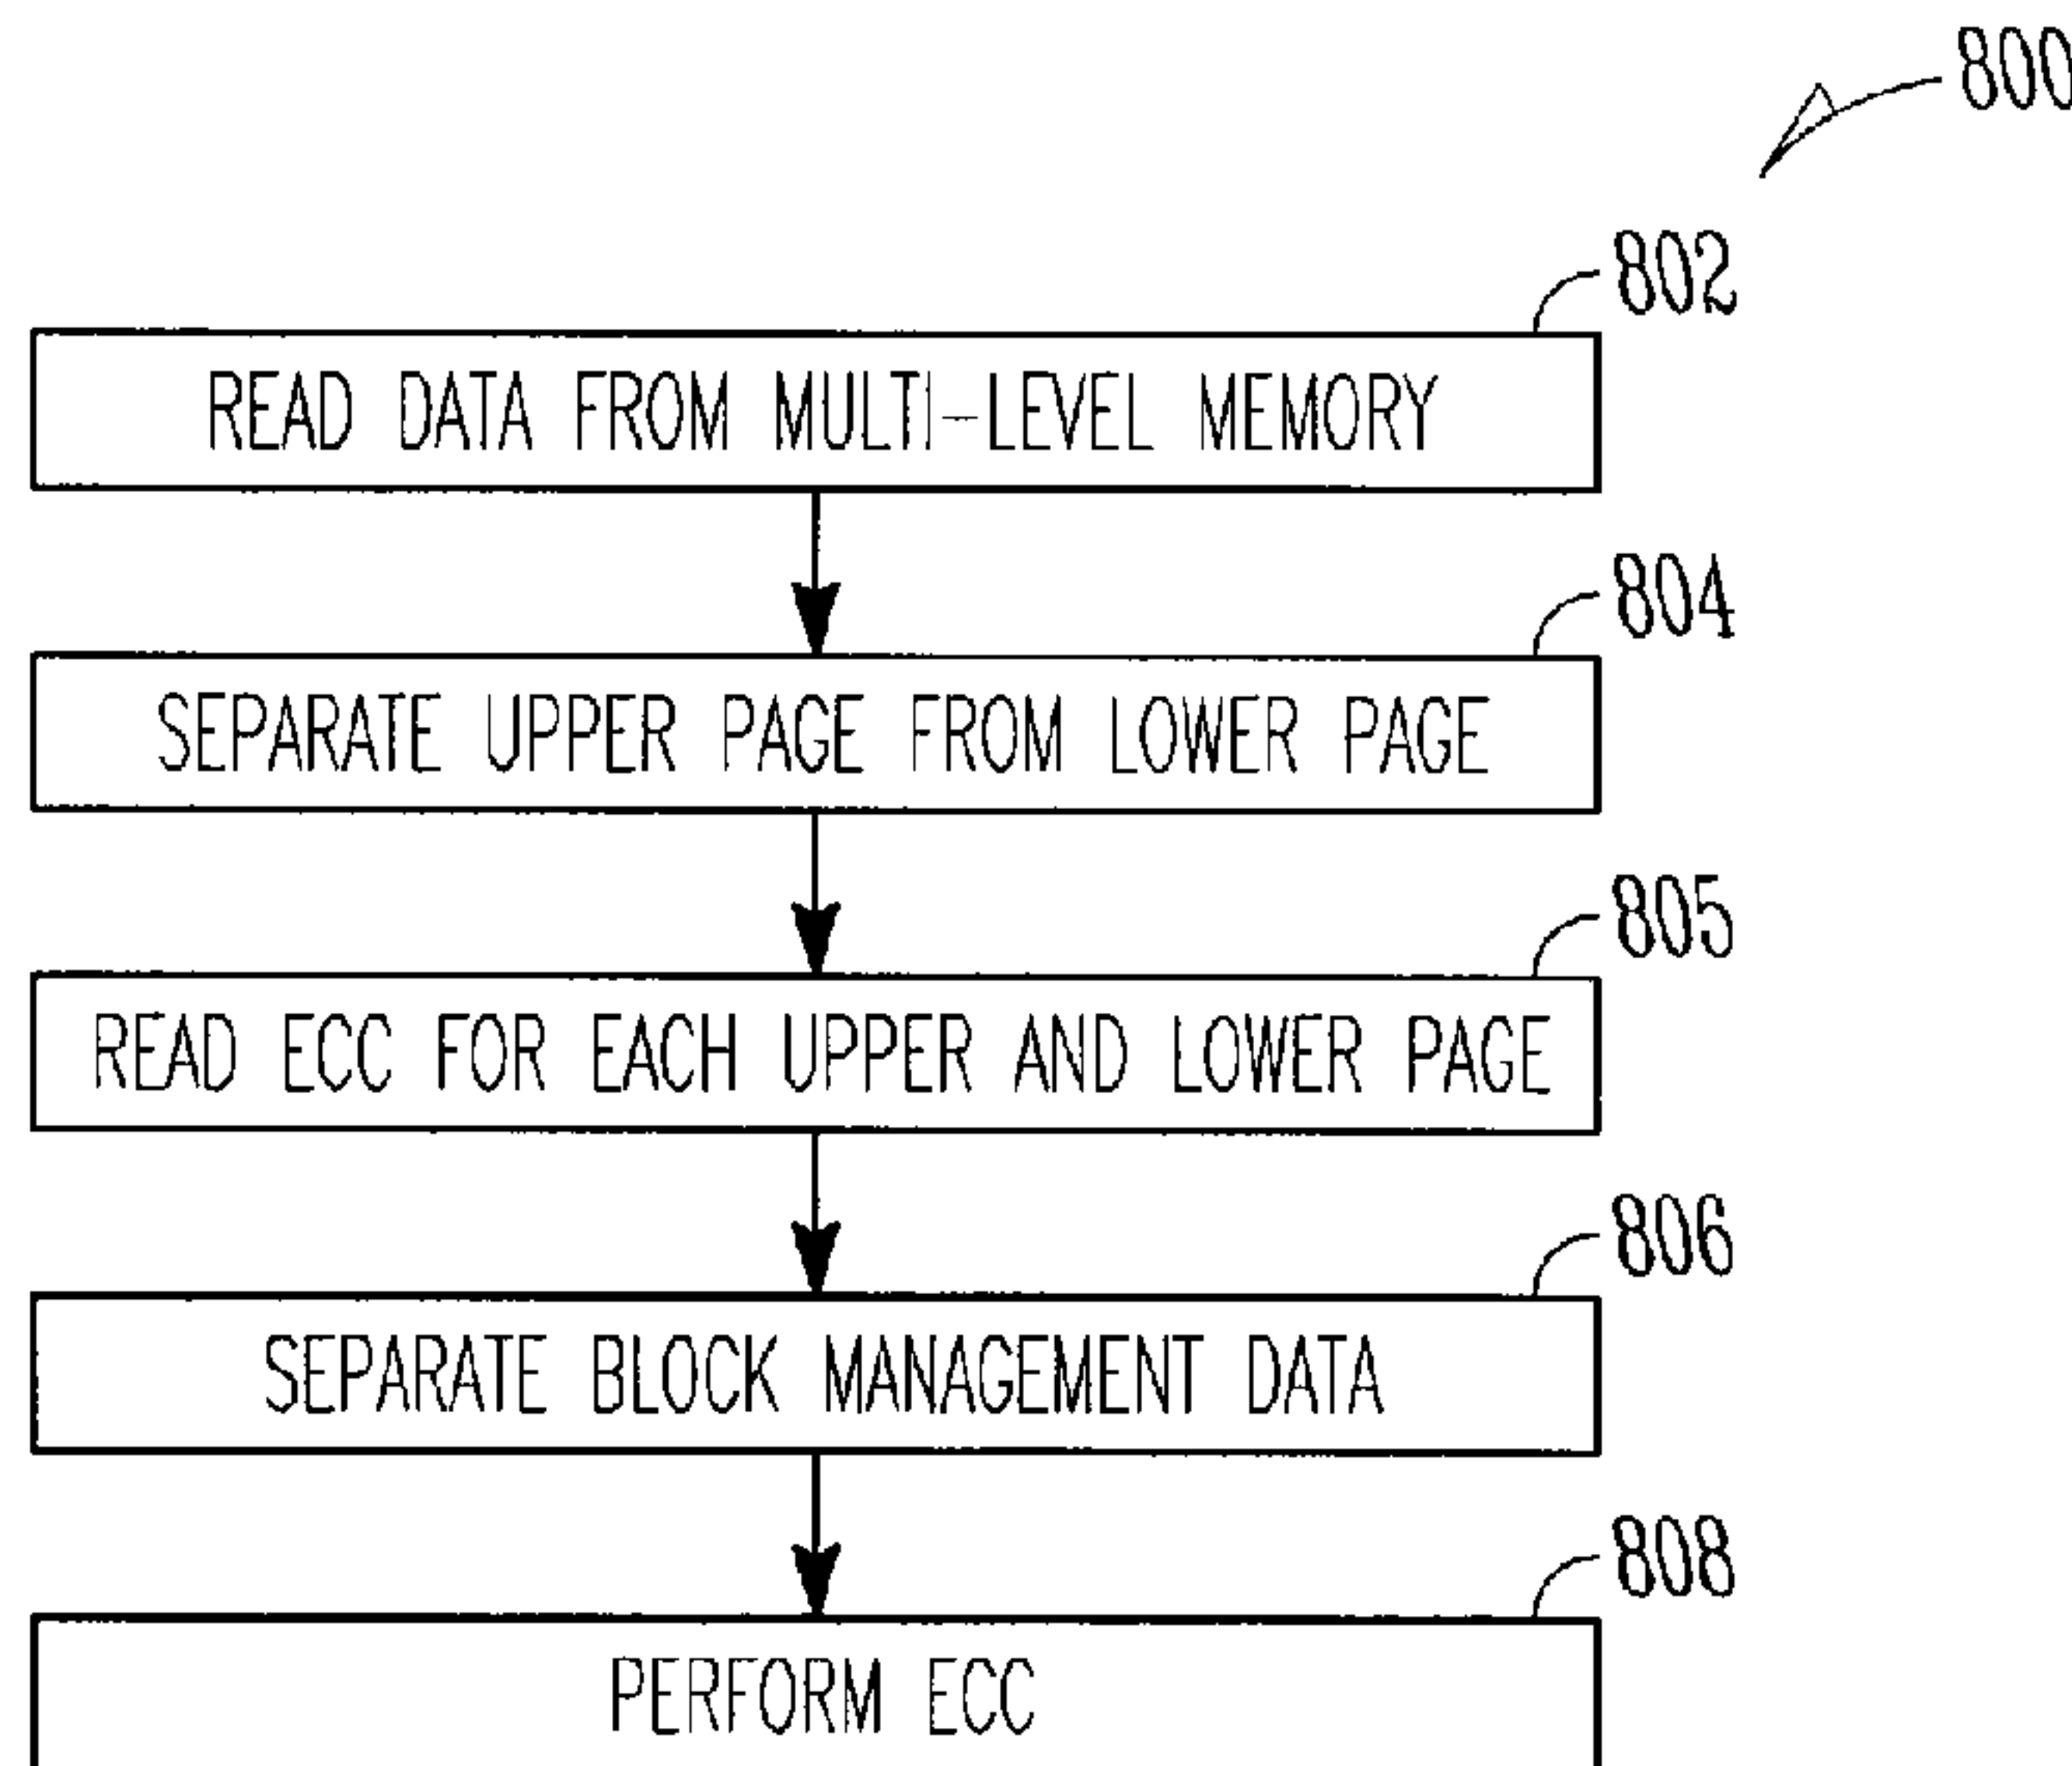 800
802
READ DATA FROM MULTI-LEVEL MEMORY
804
SEPARATE UPPER PAGE FROM LOWER PAGE
805
READ ECC FOR EACH UPPER AND LOWER PAGE
806
SEPARATE BLOCK MANAGEMENT DATA
808
PERFORM ECC